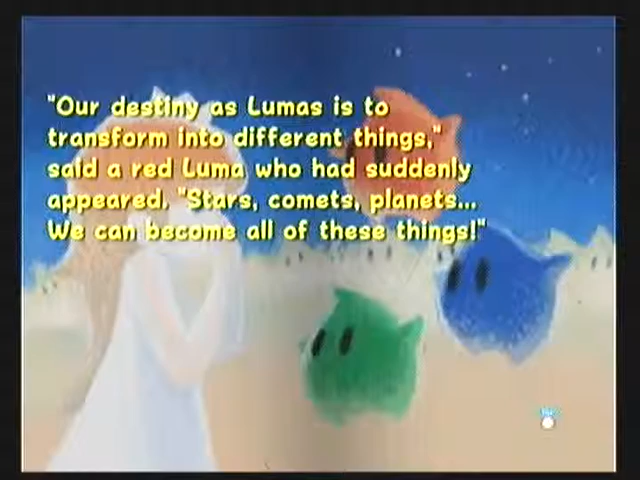 "Our destiny as Lumas is to
transform into different things,"
said a red Luma who had suddenly
appeared. "Stars, comets, planets...
We can become all of these things!"